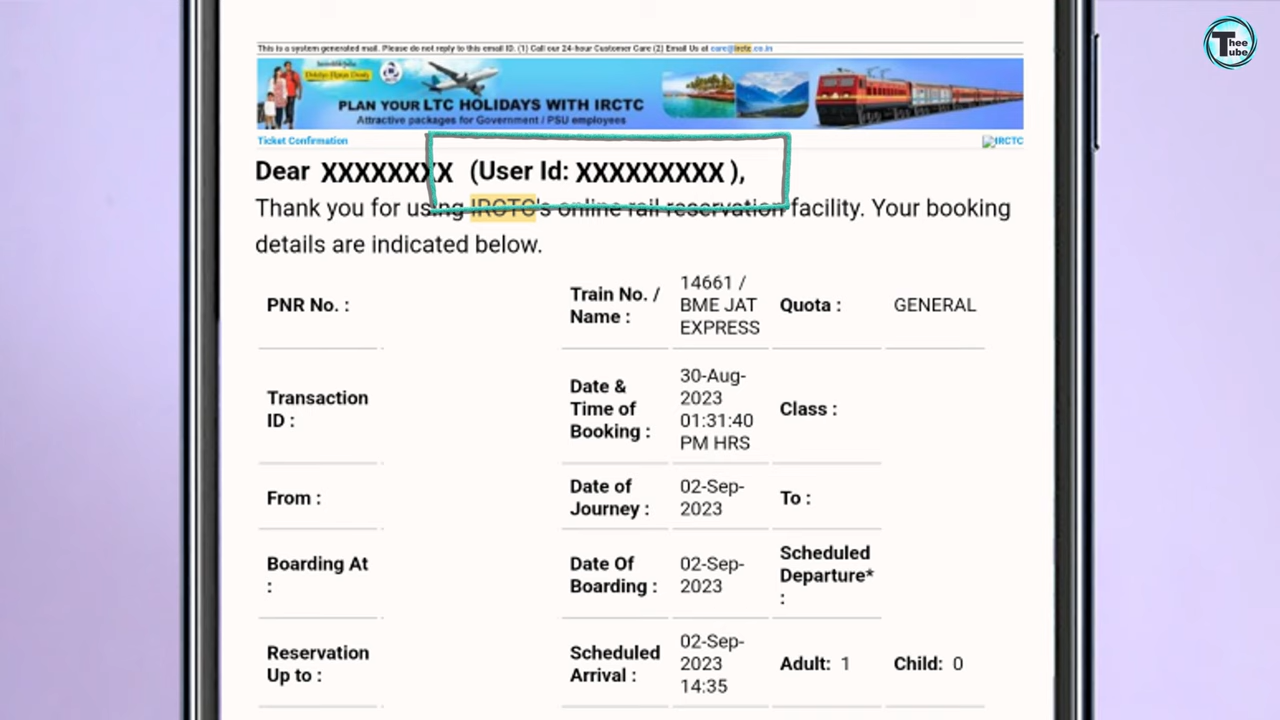 Thee
Tube
This is a system generated mail. Please do not reply to this email ID. (1) Call our 24-hour Customer Care (2) Email Us at care@irctc.co.in
PLAN YOUR LTC HOLIDAYS WITH IRCTC
Attractive packages for Government / PSU employees
Ticket Confirmation
IRCTC
Dear XXXXXXXX (User Id: XXXXXXXXX ),
Thank you for using IRCTC's online rail reservation facility. Your booking
details are indicated below.
PNR No. :
Train No. /
Name :
14661 /
BME JAT
EXPRESS
Quota :
GENERAL
Transaction
ID :
Date &
Time of
Booking :
30-Aug-
2023
01:31:40
PM HRS
Class :
From :
Date of
Journey :
02-Sep-
2023
To :
Boarding At
:
Date Of
Boarding :
02-Sep-
2023
Scheduled
Departure*
:
Reservation
Up to :
Scheduled
Arrival :
02-Sep-
2023
14:35
Adult: 1
Child: 0